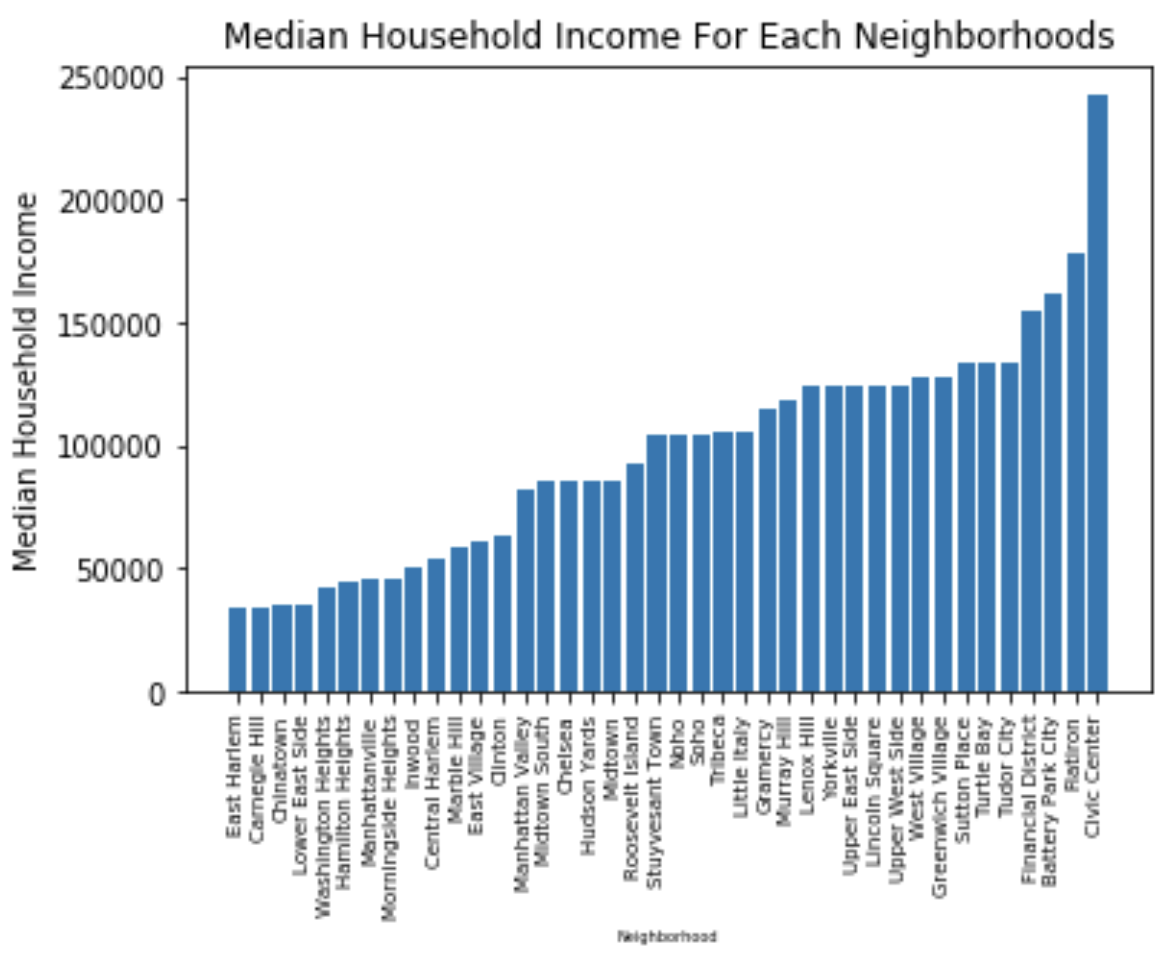 Median Household Income For Each Neighborhoods
Median Household Income
250000
200000
150000
100000
50000
0
East Harlem
Carnegie Hill
Chinatown
Lower East Side
Washington Heights
Hamilton Heights
Manhattanville
Morningside Heights
Inwood
Central Harlem
Marble Hill
East Village
Clinton
Manhattan Valley
Midtown South
Chelsea
Hudson Yards
Midtown
Roosevelt Island
Stuyvesant Town
Noho
Soho
Tribeca
Little Italy
Gramercy
Murray Hill
Lenox Hill
Yorkville
Upper East Side
Lincoln Square
Upper West Side
West Village
Greenwich Village
Sutton Place
Turtle Bay
Tudor City
Financial District
Battery Park City
Flatiron
Civic Center
Neighborhood